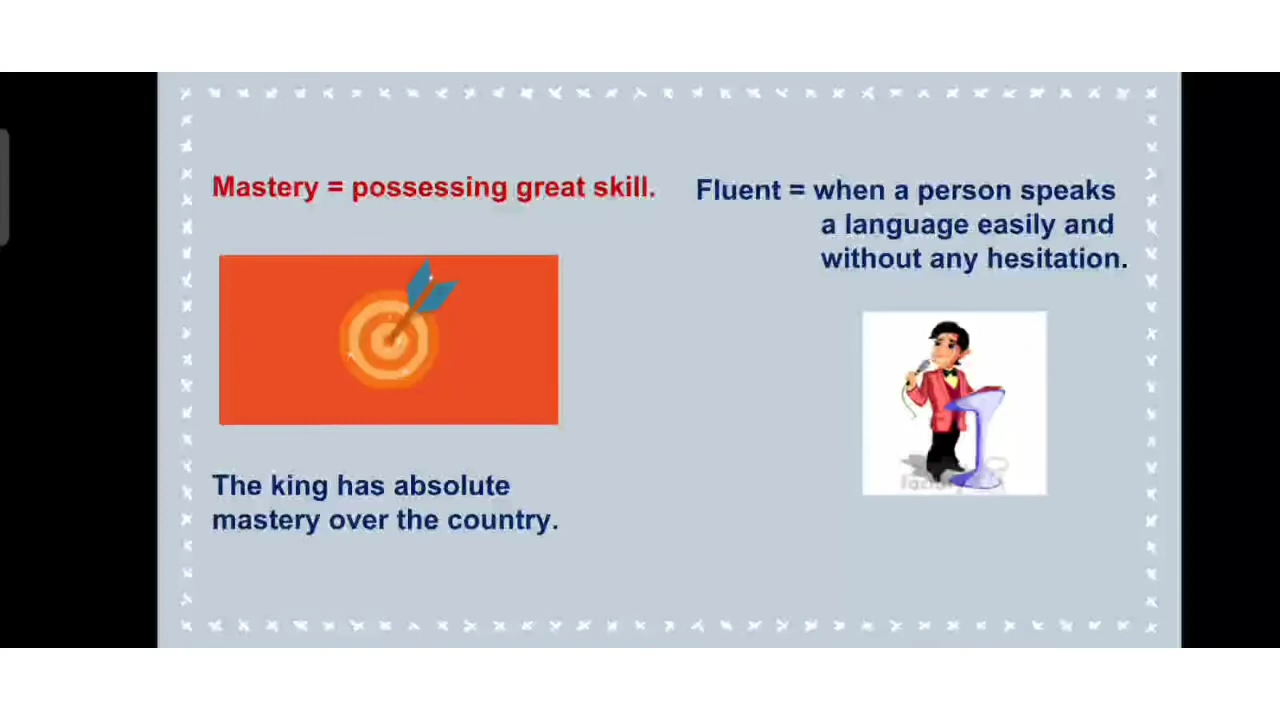 Mastery = possessing great skill.
The king has absolute
mastery over the country.
Fluent = when a person speaks
a language easily and
without any hesitation.